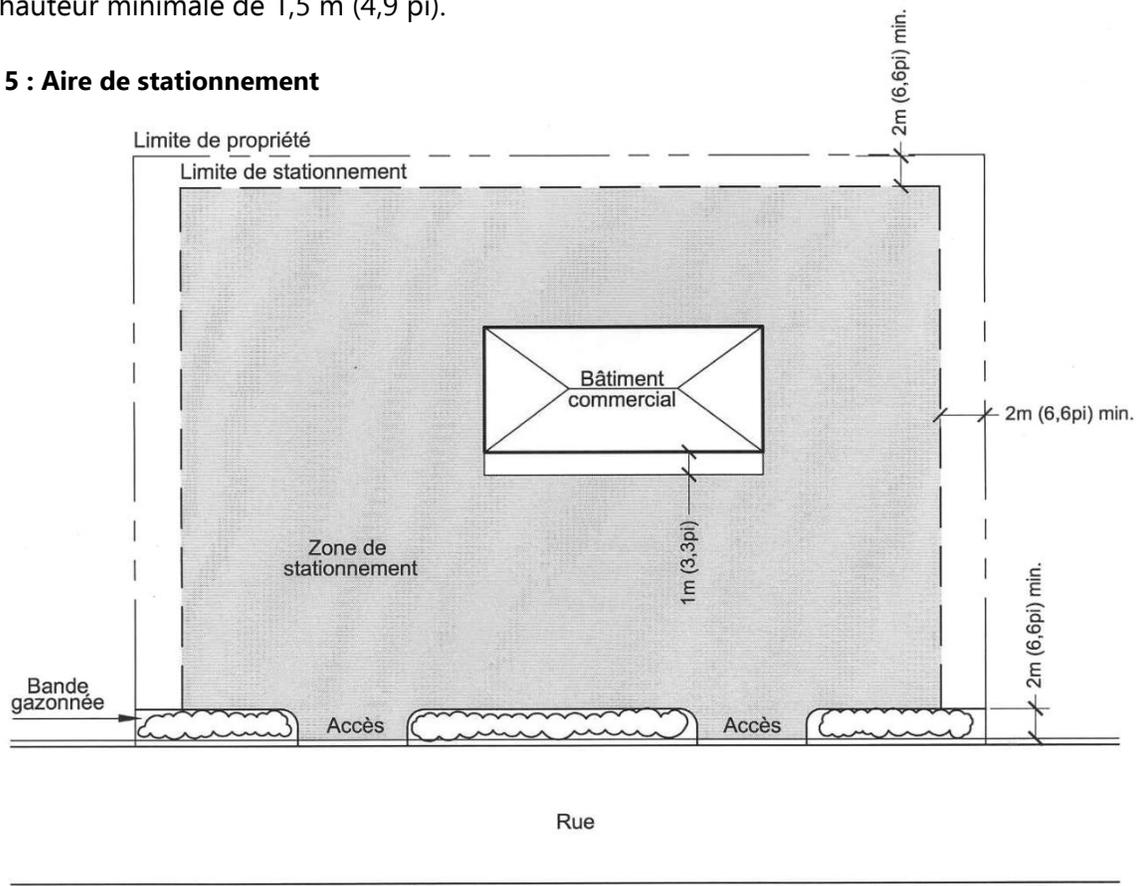 hauteur minimale de 1,5 m (4,9 pi).
5 : Aire de stationnement
2m (6,6pi) min.
Limite de propriété
Limite de stationnement
Bâtiment
commercial
2m (6,6pi) min.
1m (3,3pi)
Zone de
stationnement
2m (6,6pi) min.
Bande
gazonnée
Accès
Accès
Rue